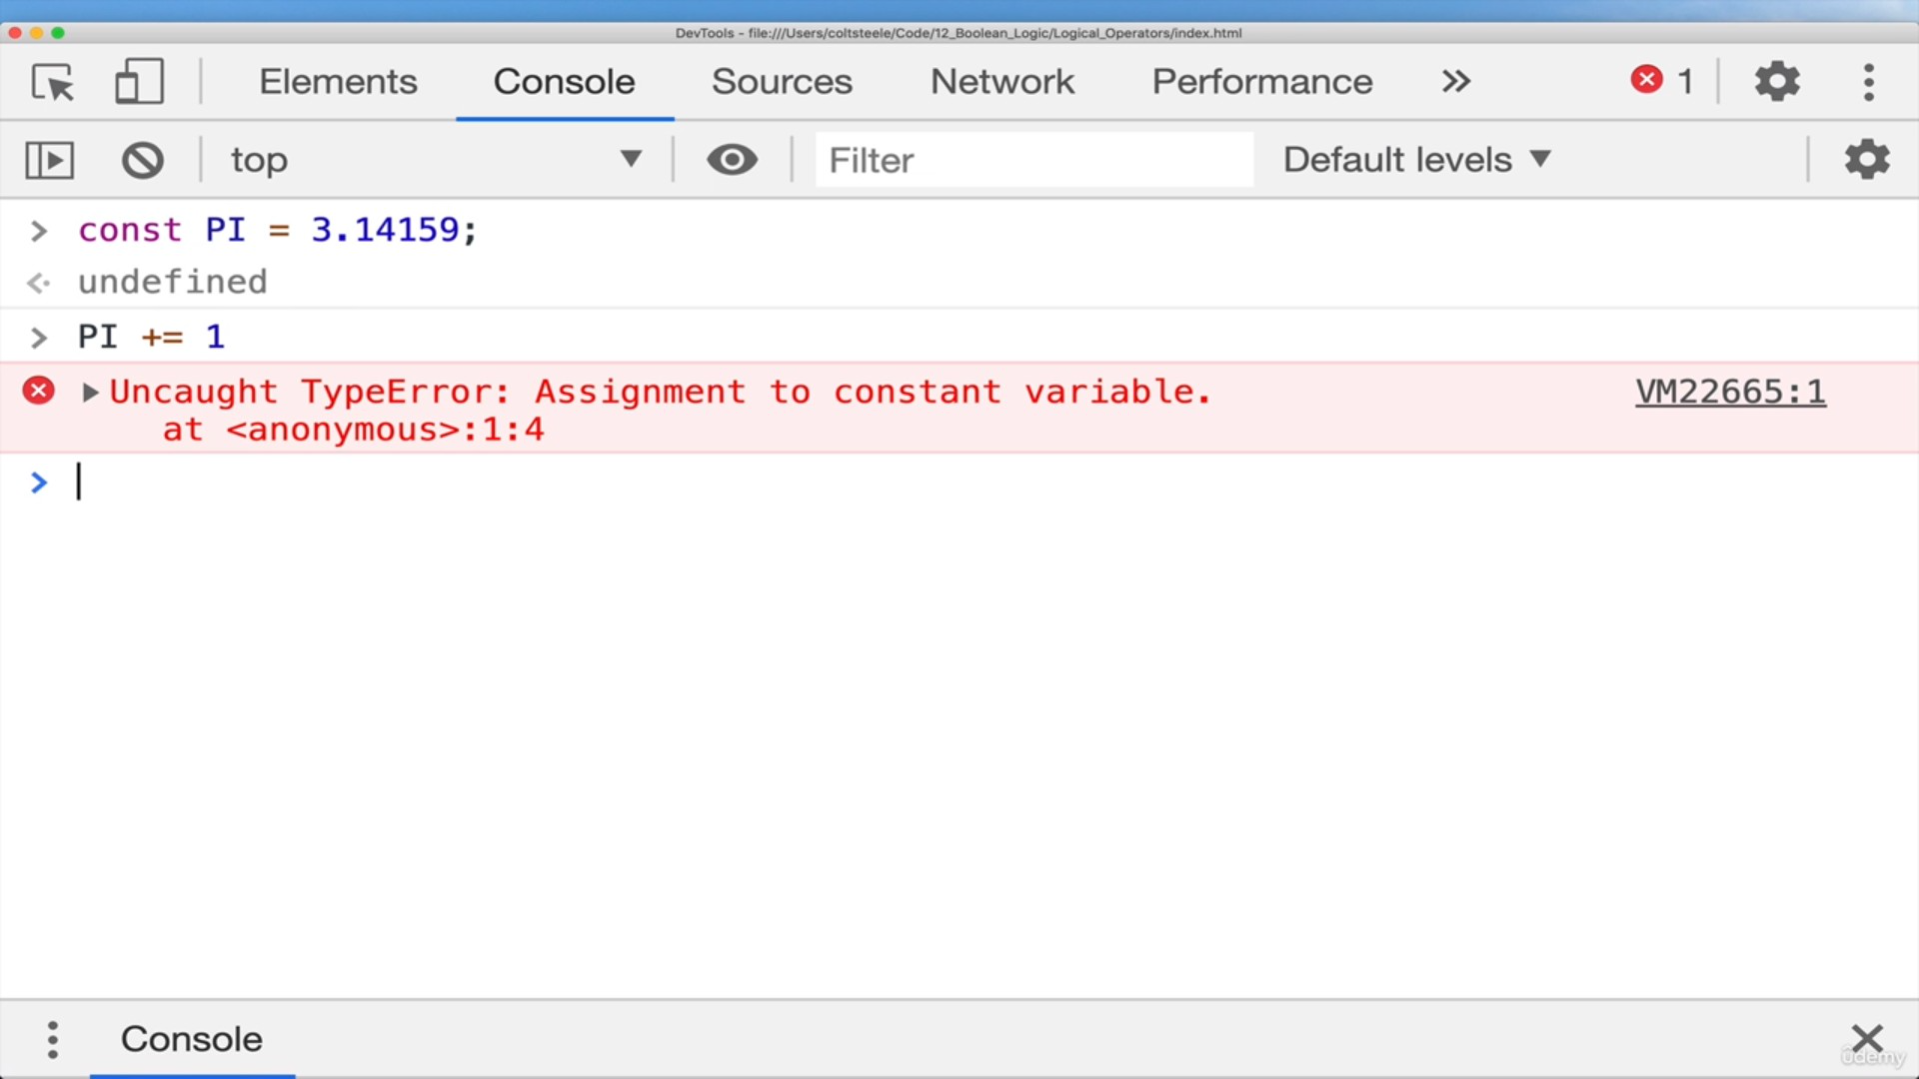 DevTools - file:///Users/coltsteele/Code/12_Boolean_Logic/Logical_Operators/index.html
Elements Console Sources Network Performance 1
top Filter Default levels
const PI = 3.14159;
undefined
PI += 1
Uncaught TypeError: Assignment to constant variable. VM22665:1
at <anonymous>:1:4
Console
ûdemy